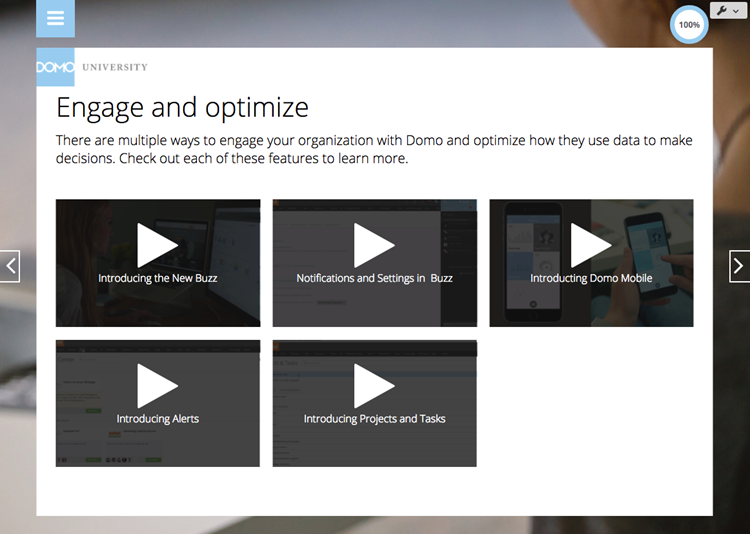 100%
DOMO UNIVERSITY
Engage and optimize
There are multiple ways to engage your organization with Domo and optimize how they use data to make
decisions. Check out each of these features to learn more.
Introducing the New Buzz
Notifications and Settings in  Buzz
Introducting Domo Mobile
Introducing Alerts
Introducing Projects and Tasks